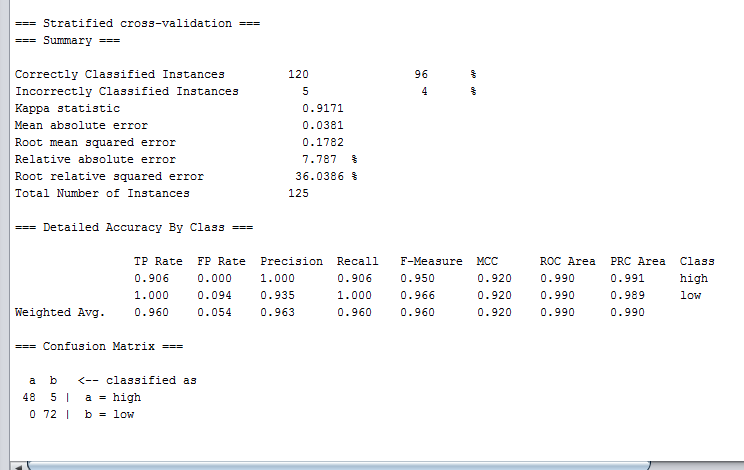 === Stratified cross-validation ===
=== Summary ===
Correctly Classified Instances 120 96 %
Incorrectly Classified Instances 5 4 %
Kappa statistic 0.9171
Mean absolute error 0.0381
Root mean squared error 0.1782
Relative absolute error 7.787 %
Root relative squared error 36.0386 %
Total Number of Instances 125
=== Detailed Accuracy By Class ===
TP Rate FP Rate Precision Recall F-Measure MCC ROC Area PRC Area Class
0.906 0.000 1.000 0.906 0.950 0.920 0.990 0.991 high
1.000 0.094 0.935 1.000 0.966 0.920 0.990 0.989 low
Weighted Avg. 0.960 0.054 0.963 0.960 0.960 0.920 0.990 0.990
=== Confusion Matrix ===
a b <-- classified as
48 5 | a = high
0 72 | b = low